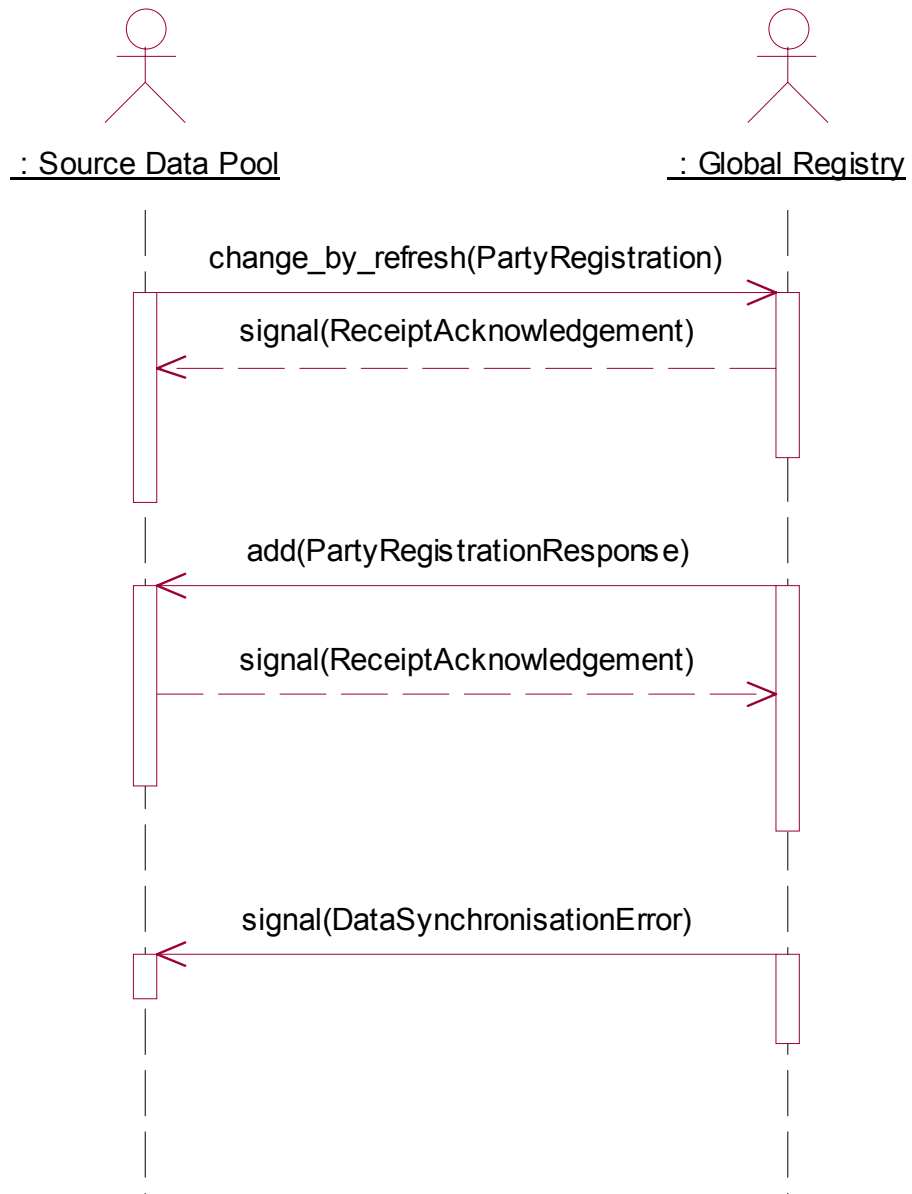 : Source Data Pool
: Global Registry
change_by_refresh(PartyRegistration)
signal(ReceiptAcknowledgement)
add(PartyRegistrationResponse)
signal(ReceiptAcknowledgement)
signal(DataSynchronisationError)